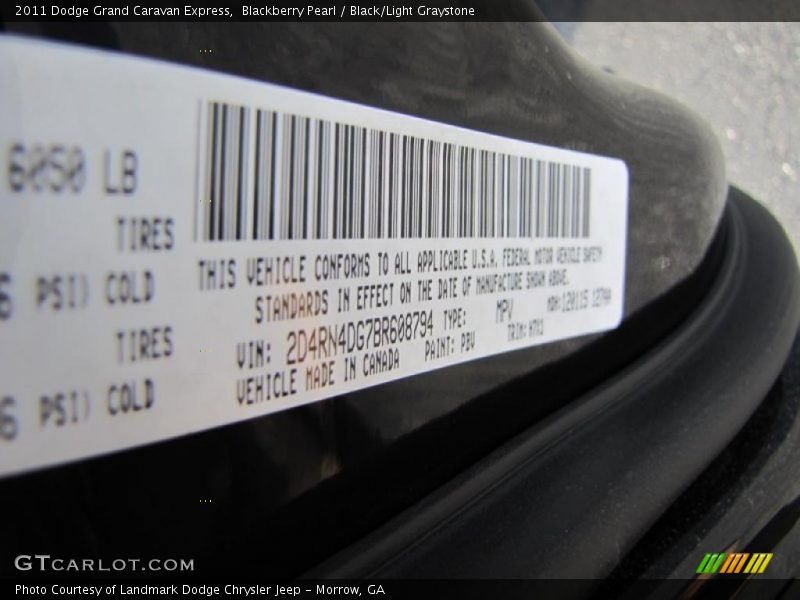 2011 Dodge Grand Caravan Express,  Blackberry Pearl / Black/Light Graystone
6050 LB
TIRES
PSI) COLD
TIRES
PSI) COLD
THIS VEHICLE CONFORMS TO ALL APPLICABLE U.S.A. FEDERAL MOTOR VEHICLE SAFETY
STANDARDS IN EFFECT ON THE DATE OF MANUFACTURE SHOWN ABOVE.
VIN: 2D4RN4DG7BR608794 TYPE: MPV
VEHICLE MADE IN CANADA PAINT: PBV TRIM:
GTCARLOT.COM
Photo Courtesy of Landmark Dodge Chrysler Jeep - Morrow, GA